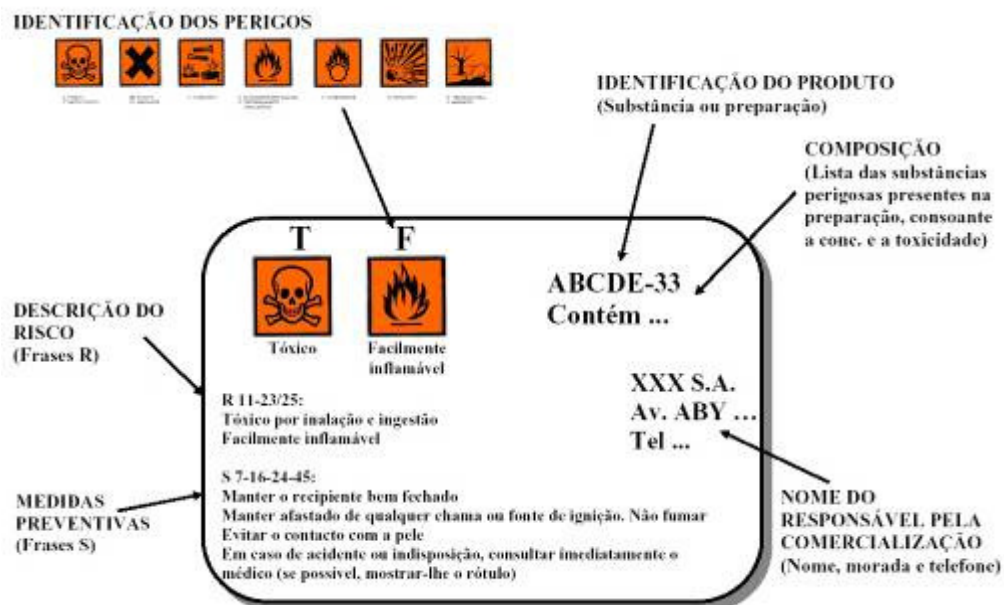 IDENTIFICAÇÃO DOS PERIGOS
IDENTIFICAÇÃO DO PRODUTO
(Substância ou preparação)
COMPOSIÇÃO
(Lista das substâncias
perigosas presentes na
preparação, consoante
a conc. e a toxicidade)
T F
Tóxico
Facilmente
inflamável
ABCDE-33
Contém ...
DESCRIÇÃO DO
RISCO
(Frases R)
R 11-23/25:
Tóxico por inalação e ingestão
Facilmente inflamável
XXX S.A.
Av. ABY ...
Tel ...
MEDIDAS
PREVENTIVAS
(Frases S)
S 7-16-24-45:
Manter o recipiente bem fechado
Manter afastado de qualquer chama ou fonte de ignição. Não fumar
Evitar o contacto com a pele
Em caso de acidente ou indisposição, consultar imediatamente o
médico (se possível, mostrar-lhe o rótulo)
NOME DO
RESPONSÁVEL PELA
COMERCIALIZAÇÃO
(Nome, morada e telefone)